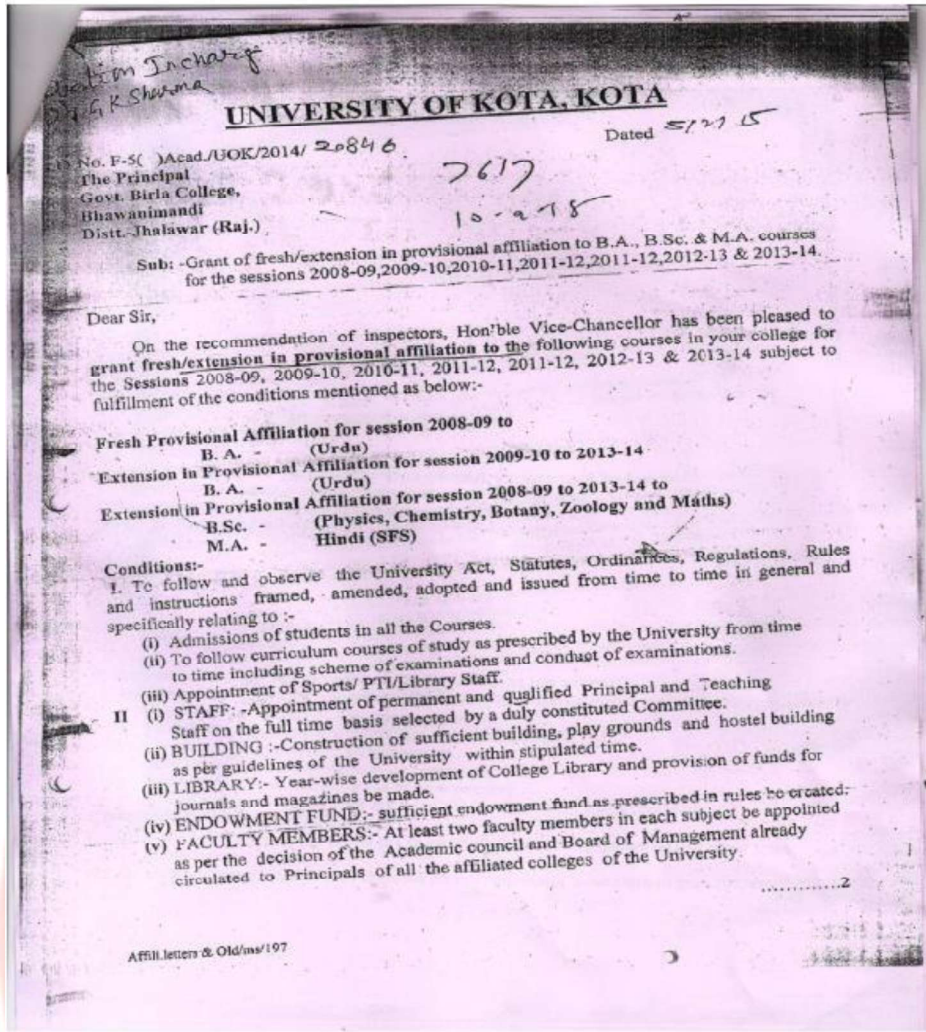 Incharg
G K Sharma
UNIVERSITY OF KOTA, KOTA
Dated
No. F-5( )Acad./UOK/2014/ 20846
The Principal
7617
Govt. Birla College,
Bhawanimandi
Distt.-Jhalawar (Raj.)
Sub: -Grant of fresh/extension in provisional affiliation to B.A., B.Sc. & M.A. courses
for the sessions 2008-09,2009-10,2010-11,2011-12,2011-12,2012-13 & 2013-14.
Dear Sir,
On the recommendation of inspectors, Hon'ble Vice-Chancellor has been pleased to
grant fresh/extension in provisional affiliation to the following courses in your college for
the Sessions 2008-09, 2009-10, 2010-11, 2011-12, 2011-12, 2012-13 & 2013-14 subject to
fulfillment of the conditions mentioned as below:-
Fresh Provisional Affiliation for session 2008-09 to
B. A. - (Urdu)
Extension in Provisional Affiliation for session 2009-10 to 2013-14
B. A. - (Urdu)
Extension in Provisional Affiliation for session 2008-09 to 2013-14 to
B.Sc. - (Physics, Chemistry, Botany, Zoology and Maths)
M.A. - Hindi (SFS)
Conditions:-
I. To follow and observe the University Act, Statutes, Ordinances, Regulations, Rules
and instructions framed, amended, adopted and issued from time to time in general and
specifically relating to :-
(i) Admissions of students in all the Courses.
(ii) To follow curriculum courses of study as prescribed by the University from time
to time including scheme of examinations and conduct of examinations.
(iii) Appointment of Sports/ PTI/Library Staff.
II (i) STAFF: -Appointment of permanent and qualified Principal and Teaching
Staff on the full time basis selected by a duly constituted Committee.
(ii) BUILDING :-Construction of sufficient building, play grounds and hostel building
as per guidelines of the University within stipulated time.
(iii) LIBRARY:- Year-wise development of College Library and provision of funds for
journals and magazines be made.
(iv) ENDOWMENT FUND:- sufficient endowment fund as prescribed in rules be created.
(v) FACULTY MEMBERS:- At least two faculty members in each subject be appointed
as per the decision of the Academic council and Board of Management already
circulated to Principals of all the affiliated colleges of the University.
.............2
Affili.letters & Old/ms/197